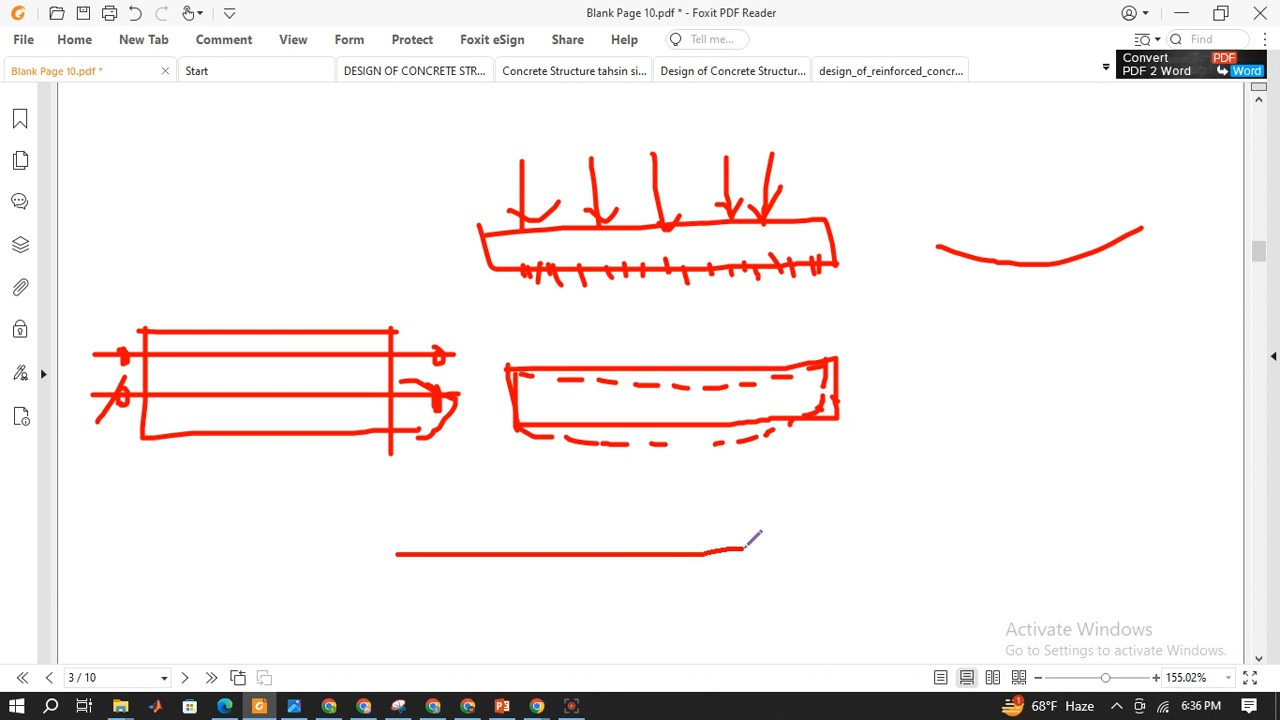 Blank Page 10.pdf * - Foxit PDF Reader
File Home New Tab Comment View Form Protect Foxit eSign Share Help Tell me... Find
Blank Page 10.pdf * Start DESIGN OF CONCRETE STR... Concrete Structure tahsin si... Design of Concrete Structur... design_of_reinforced_concr...
Convert PDF
PDF 2 Word Word
Activate Windows
Go to Settings to activate Windows.
3 / 10 155.02%
68°F Haze 6:36 PM